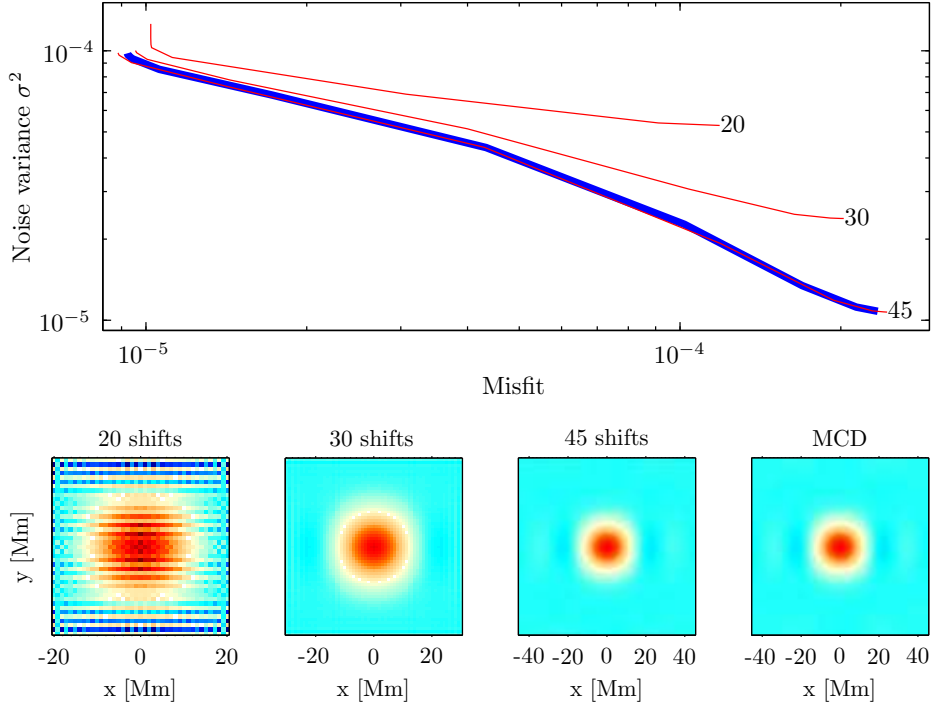 Noise variance σ²
10⁻⁴
10⁻⁵
20
30
45
10⁻⁵
10⁻⁴
Misfit
20 shifts
30 shifts
45 shifts
MCD
y [Mm]
-20 0 20
-20 0 20
-40 -20 0 20 40
-40 -20 0 20 40
x [Mm]
x [Mm]
x [Mm]
x [Mm]